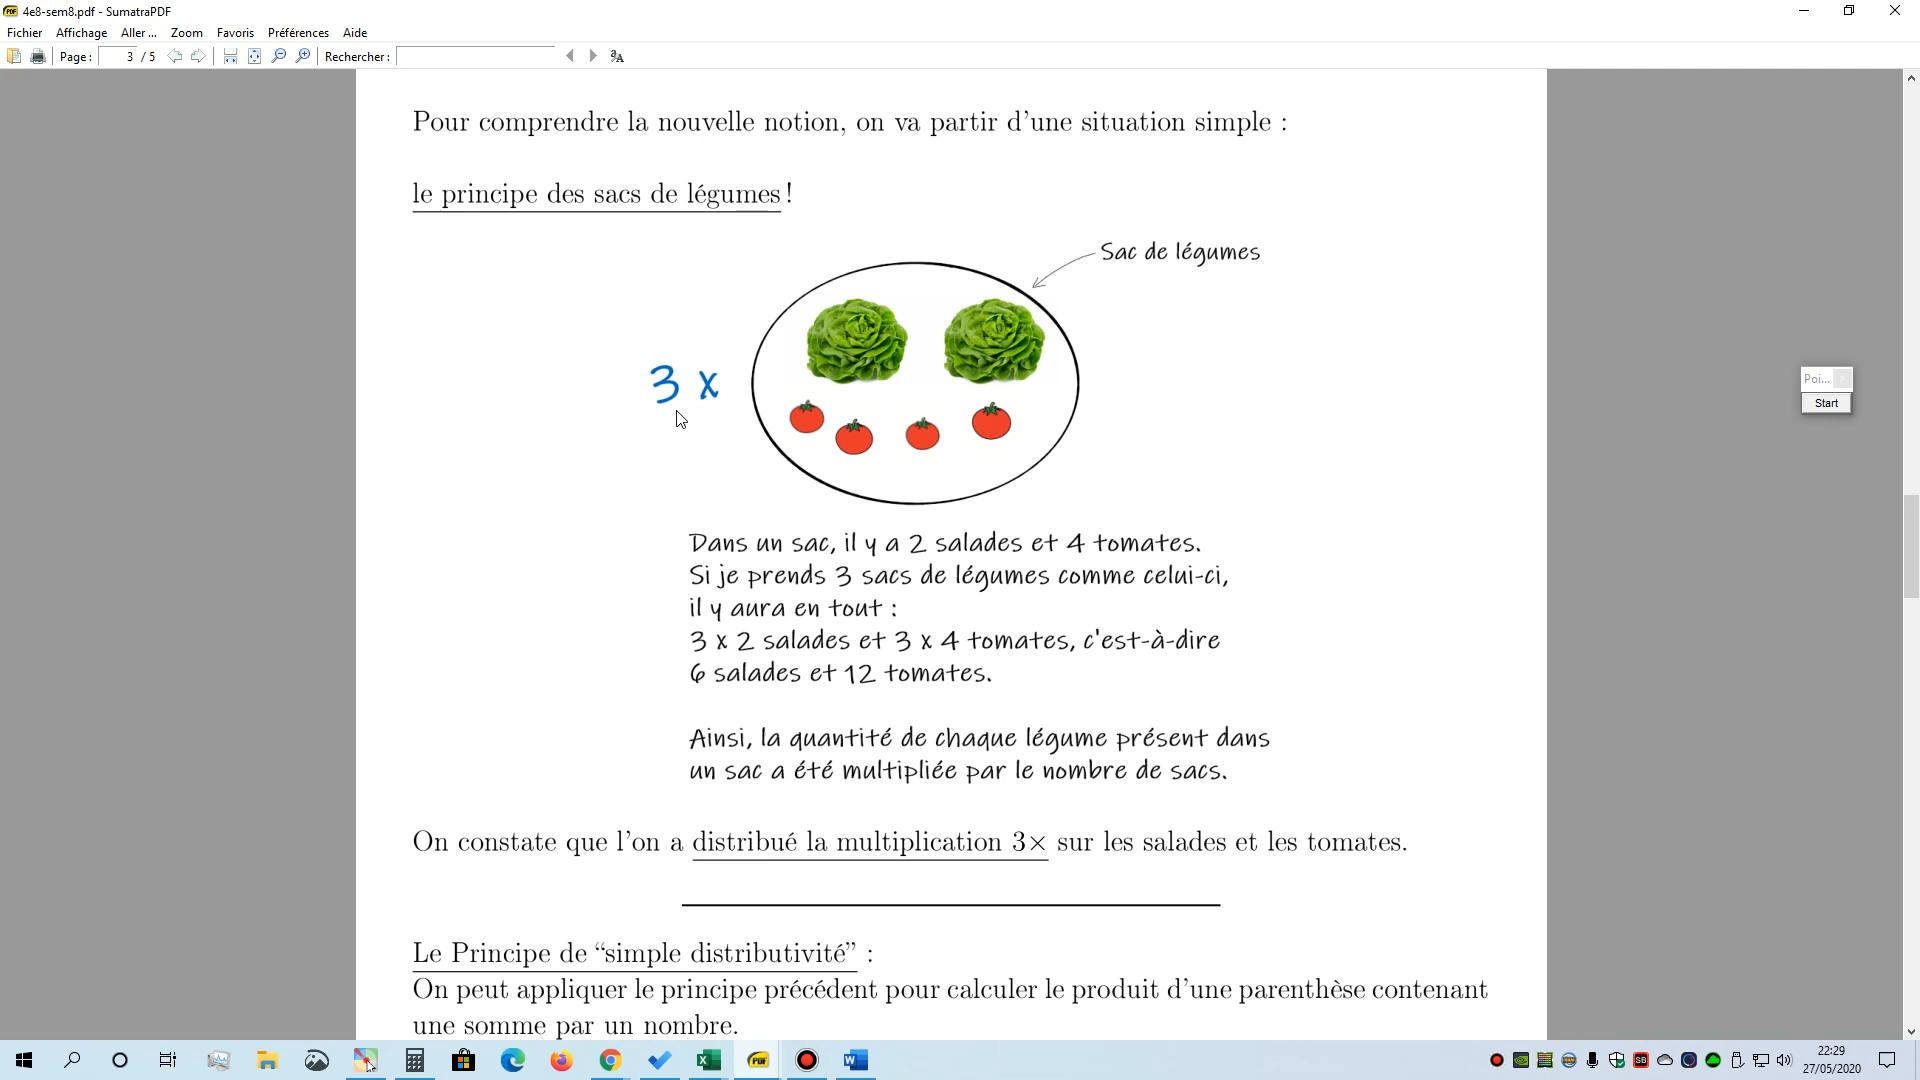 4e8-sem8.pdf - SumatraPDF
Fichier Affichage Aller ... Zoom Favoris Préférences Aide
Page : 3 / 5 Rechercher :
Pour comprendre la nouvelle notion, on va partir d'une situation simple :
le principe des sacs de légumes !
Sac de légumes
3 x
Poi...
Start
Dans un sac, il y a 2 salades et 4 tomates.
Si je prends 3 sacs de légumes comme celui-ci,
il y aura en tout :
3 x 2 salades et 3 x 4 tomates, c'est-à-dire
6 salades et 12 tomates.
Ainsi, la quantité de chaque légume présent dans
un sac a été multipliée par le nombre de sacs.
On constate que l'on a distribué la multiplication 3× sur les salades et les tomates.
Le Principe de “simple distributivité” :
On peut appliquer le principe précédent pour calculer le produit d'une parenthèse contenant
une somme par un nombre.
22:29
27/05/2020